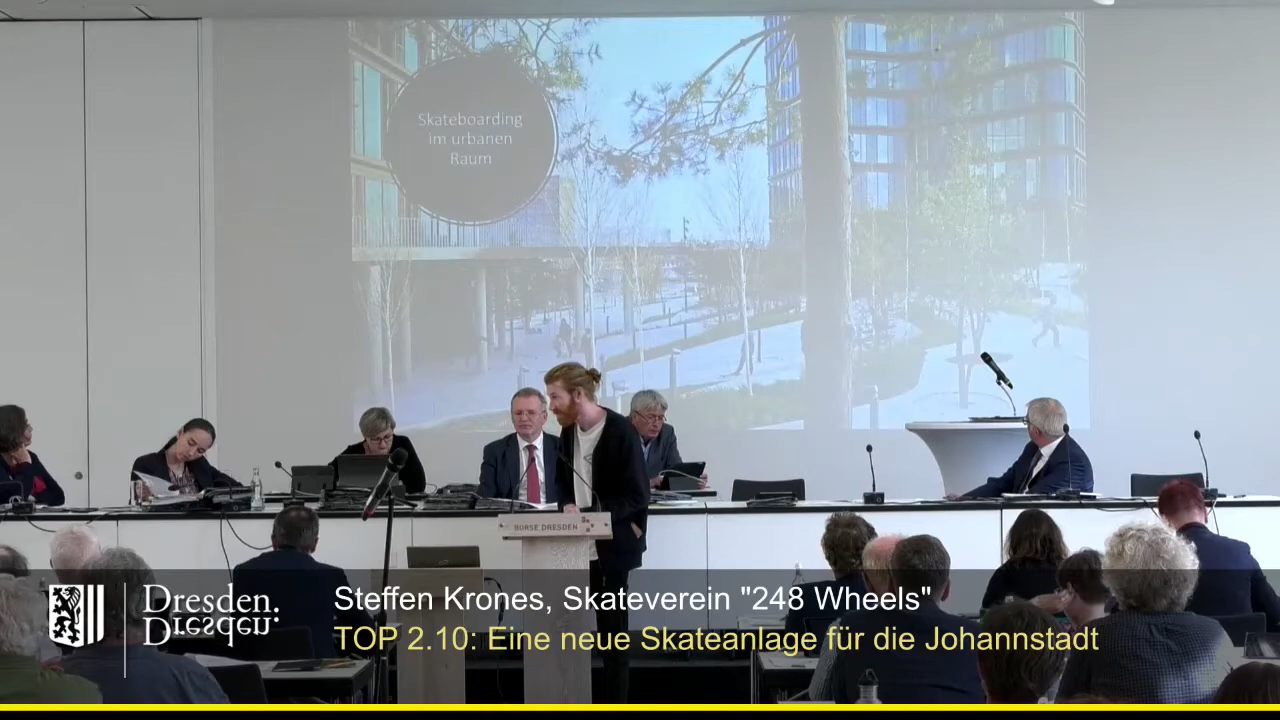 Skateboarding
im urbanen
Raum
BÖRSE DRESDEN
Dresden.
Dresden.
Steffen Krones, Skateverein "248 Wheels"
TOP 2.10: Eine neue Skateanlage für die Johannstadt